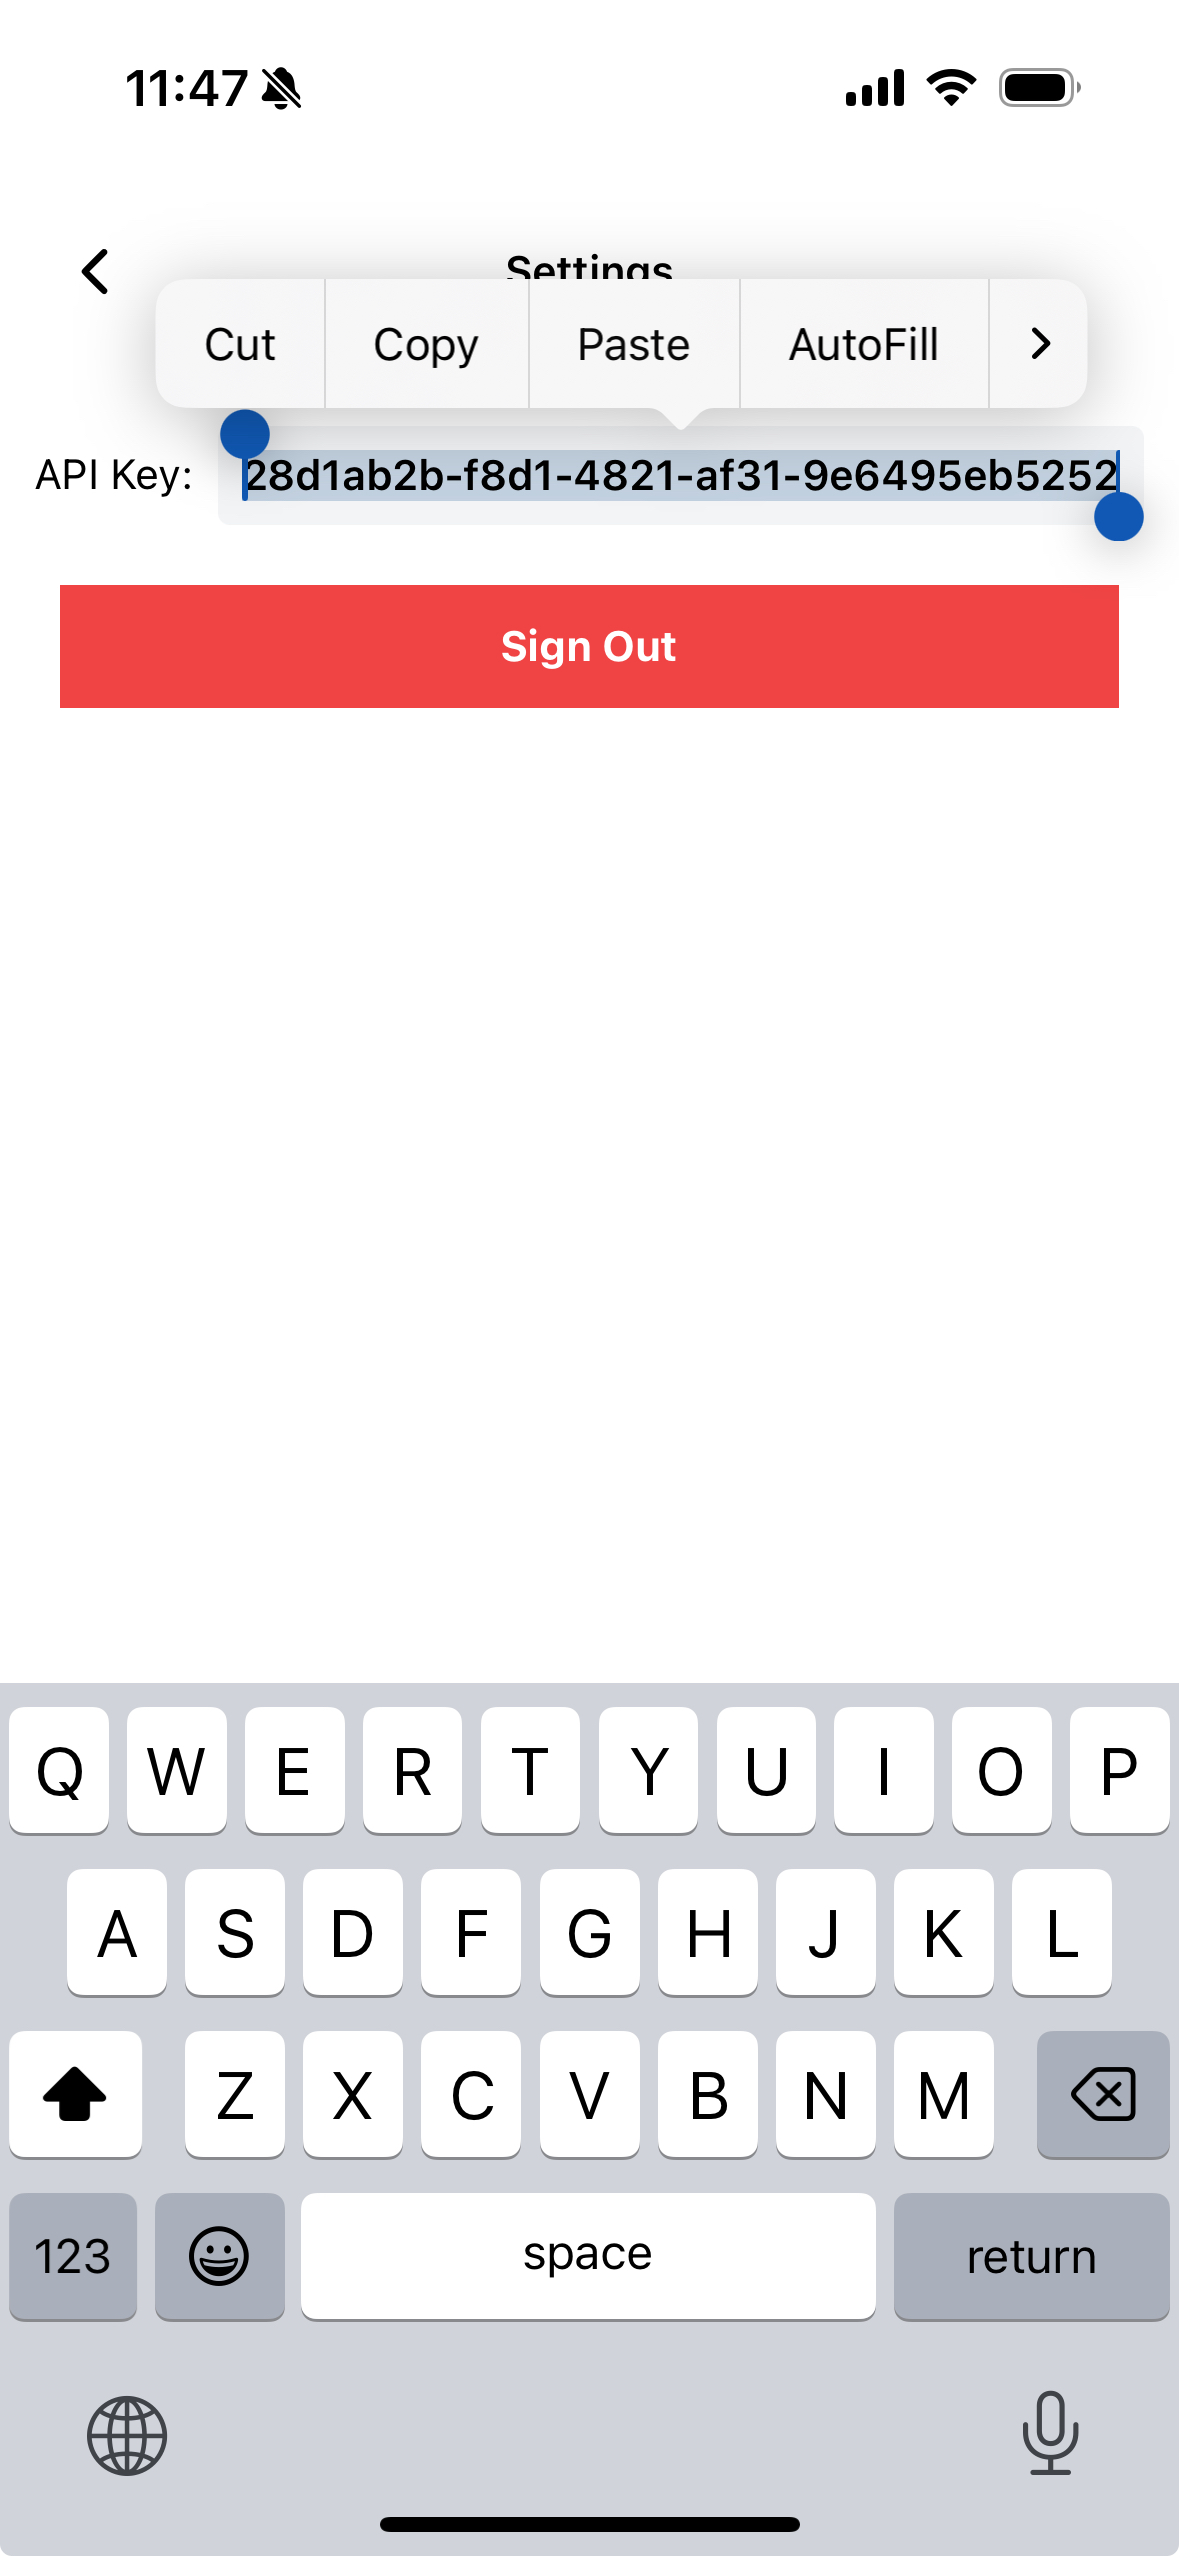 11:47
Settings
Cut Copy Paste AutoFill
API Key: 28d1ab2b-f8d1-4821-af31-9e6495eb5252
Sign Out
Q W E R T Y U I O P
A S D F G H J K L
Z X C V B N M
123 space return